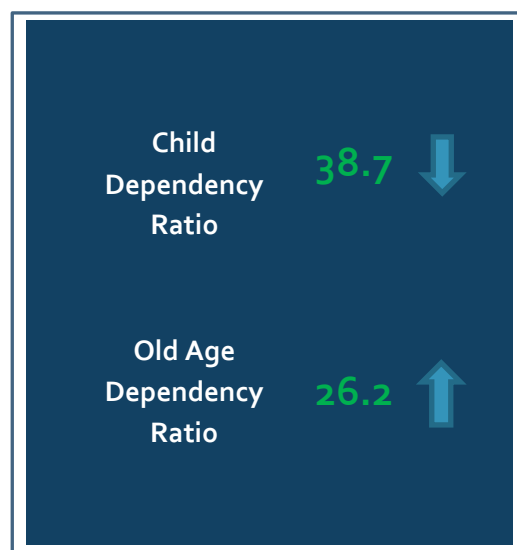 Child
Dependency
Ratio
38.7
Old Age
Dependency
Ratio
26.2